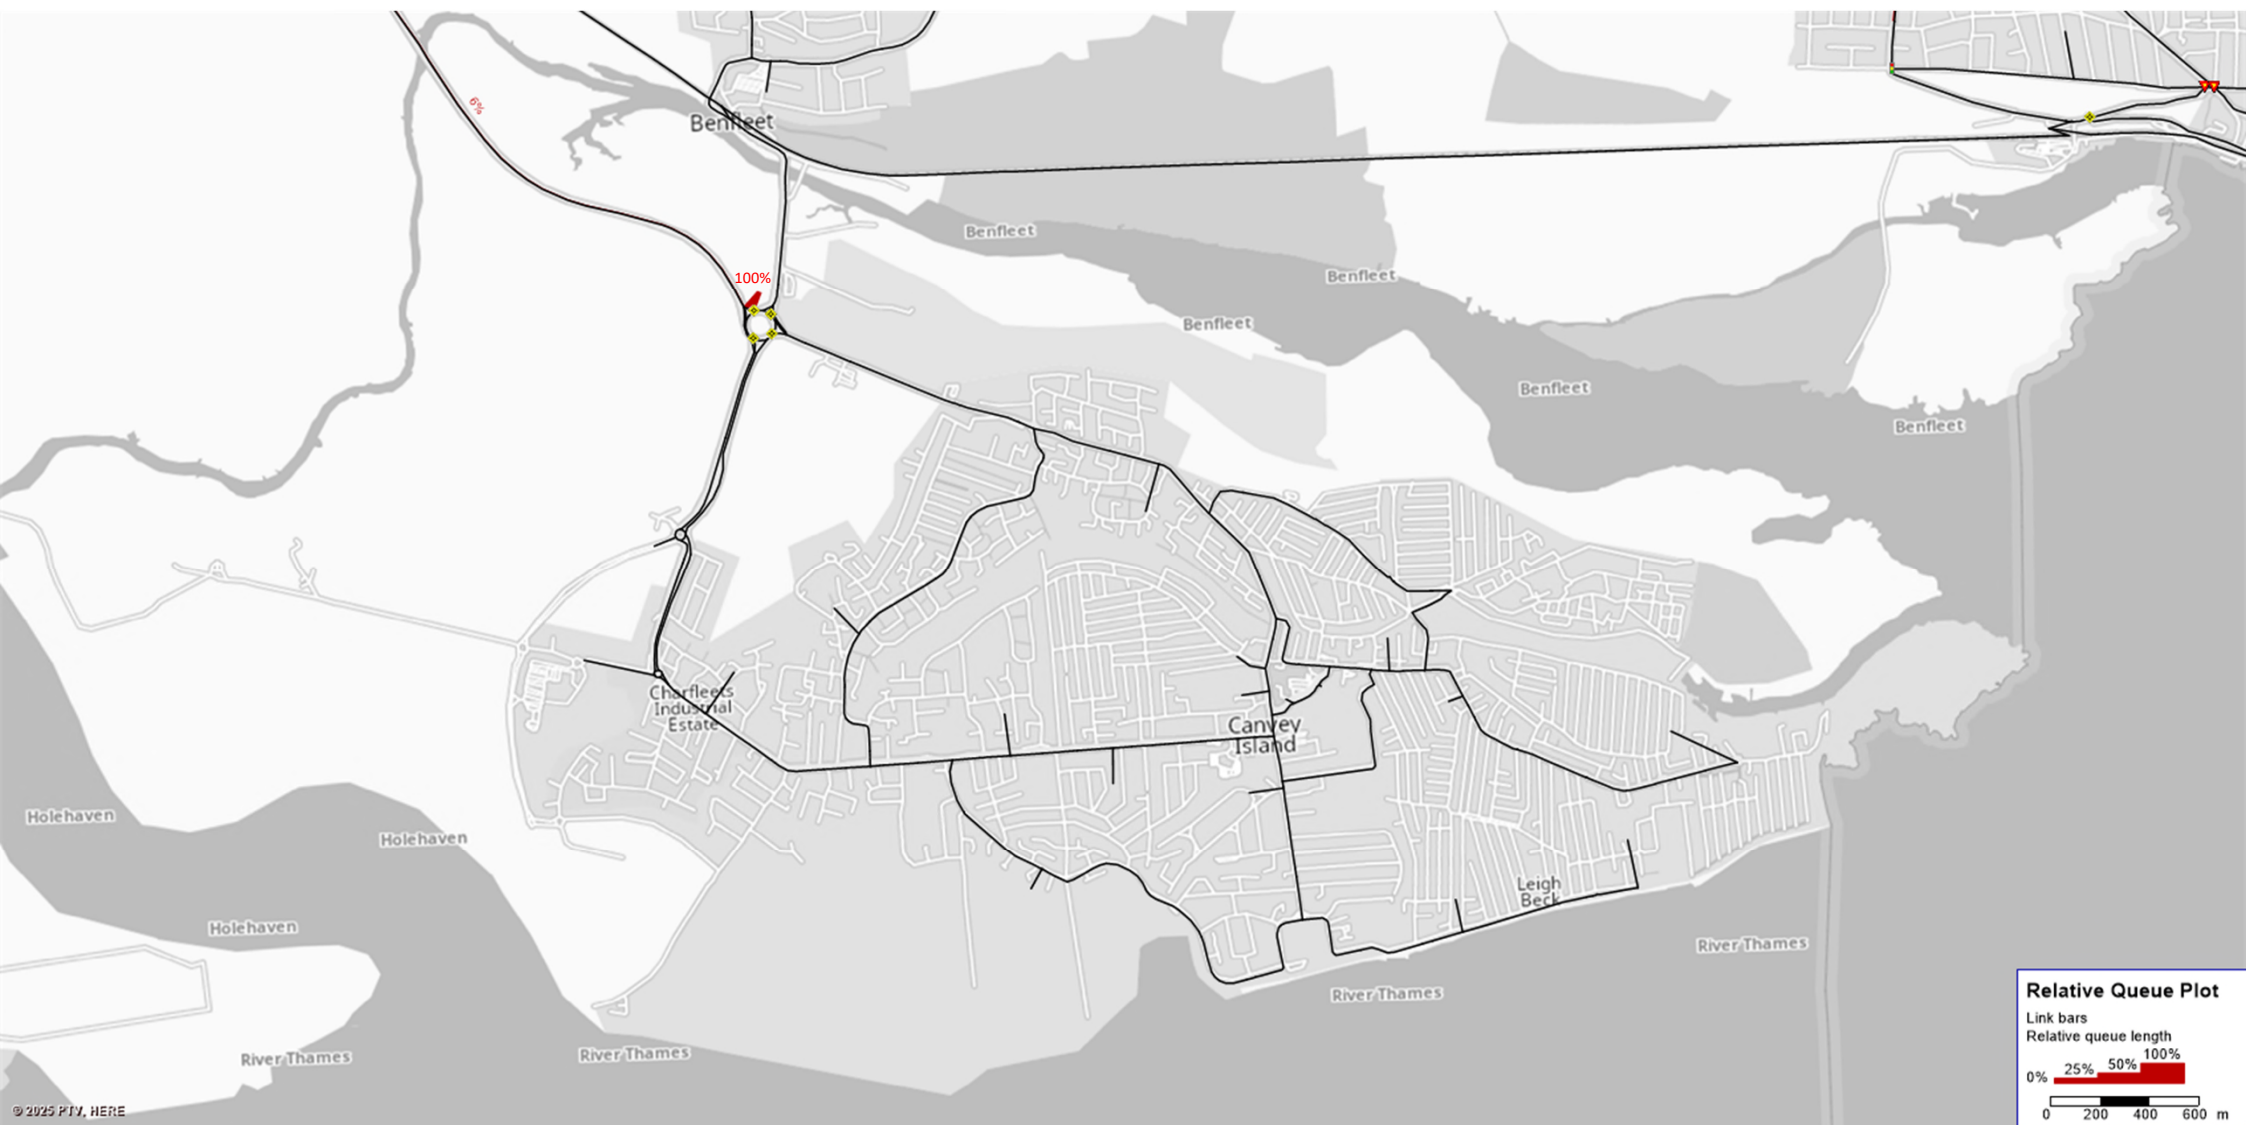 6%
Benfleet
Benfleet
Benfleet
100%
Benfleet
Benfleet
Benfleet
Charfleets
Industrial
Estate
Canvey
Island
Holehaven
Holehaven
Leigh
Beck
Holehaven
River Thames
River Thames
River Thames
River Thames
Relative Queue Plot
Link bars
Relative queue length
0% 25% 50% 100%
0 200 400 600 m
© 2025 PTV, HERE